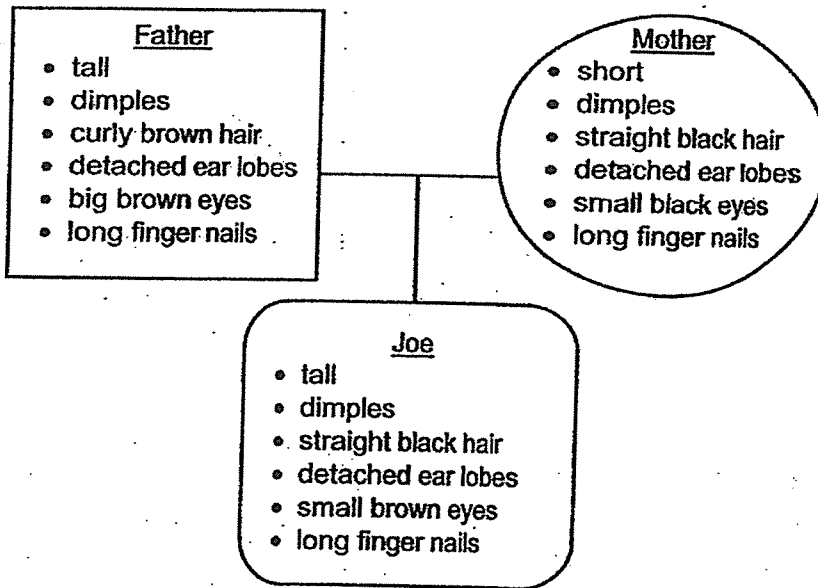 Father
• tall
• dimples
• curly brown hair
• detached ear lobes
• big brown eyes
• long finger nails
Mother
• short
• dimples
• straight black hair
• detached ear lobes
• small black eyes
• long finger nails
Joe
• tall
• dimples
• straight black hair
• detached ear lobes
• small brown eyes
• long finger nails